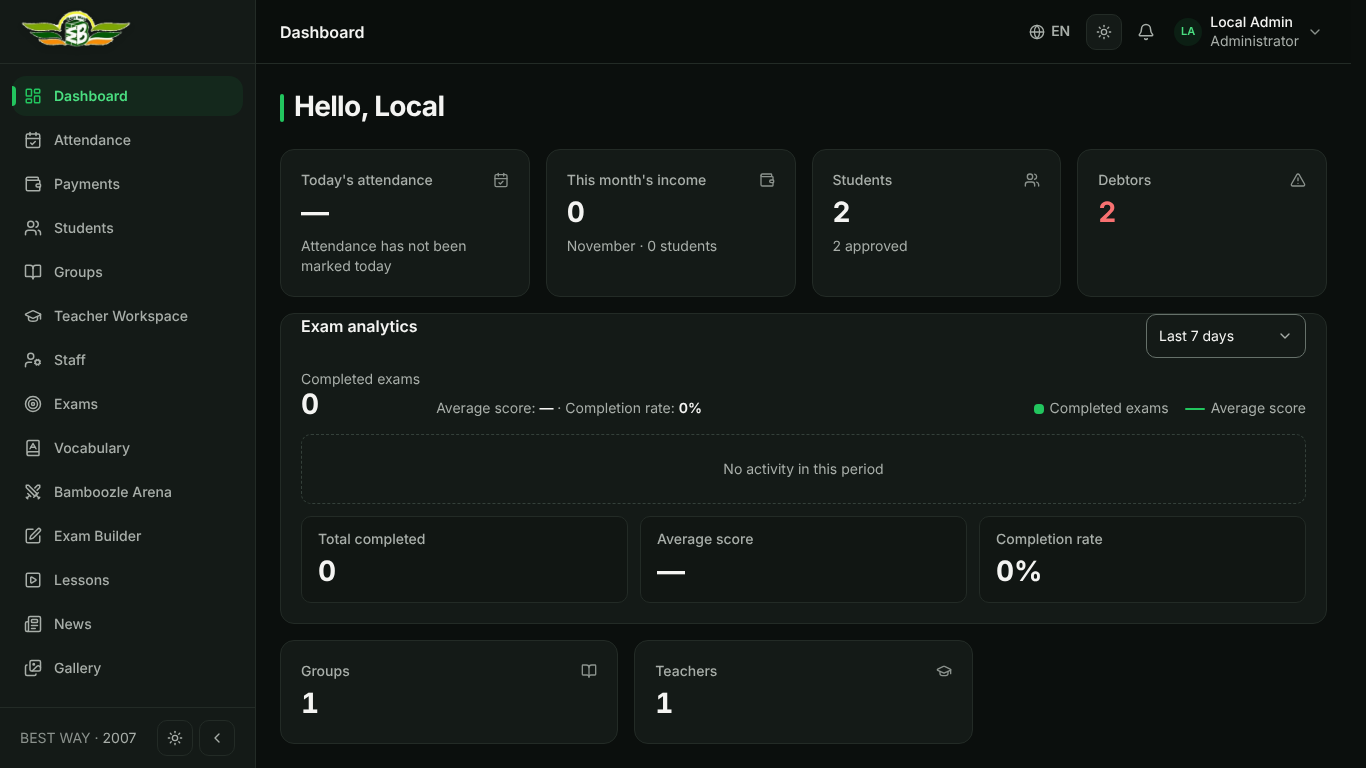 Dashboard
EN
LA
Local Admin
Administrator
Dashboard
Attendance
Payments
Students
Groups
Teacher Workspace
Staff
Exams
Vocabulary
Bamboozle Arena
Exam Builder
Lessons
News
Gallery
BEST WAY · 2007
Hello, Local
Today's attendance
—
Attendance has not been
marked today
This month's income
0
November · 0 students
Students
2
2 approved
Debtors
2
Exam analytics
Last 7 days
Completed exams
0
Average score: — · Completion rate: 0%
Completed exams
Average score
No activity in this period
Total completed
0
Average score
—
Completion rate
0%
Groups
1
Teachers
1